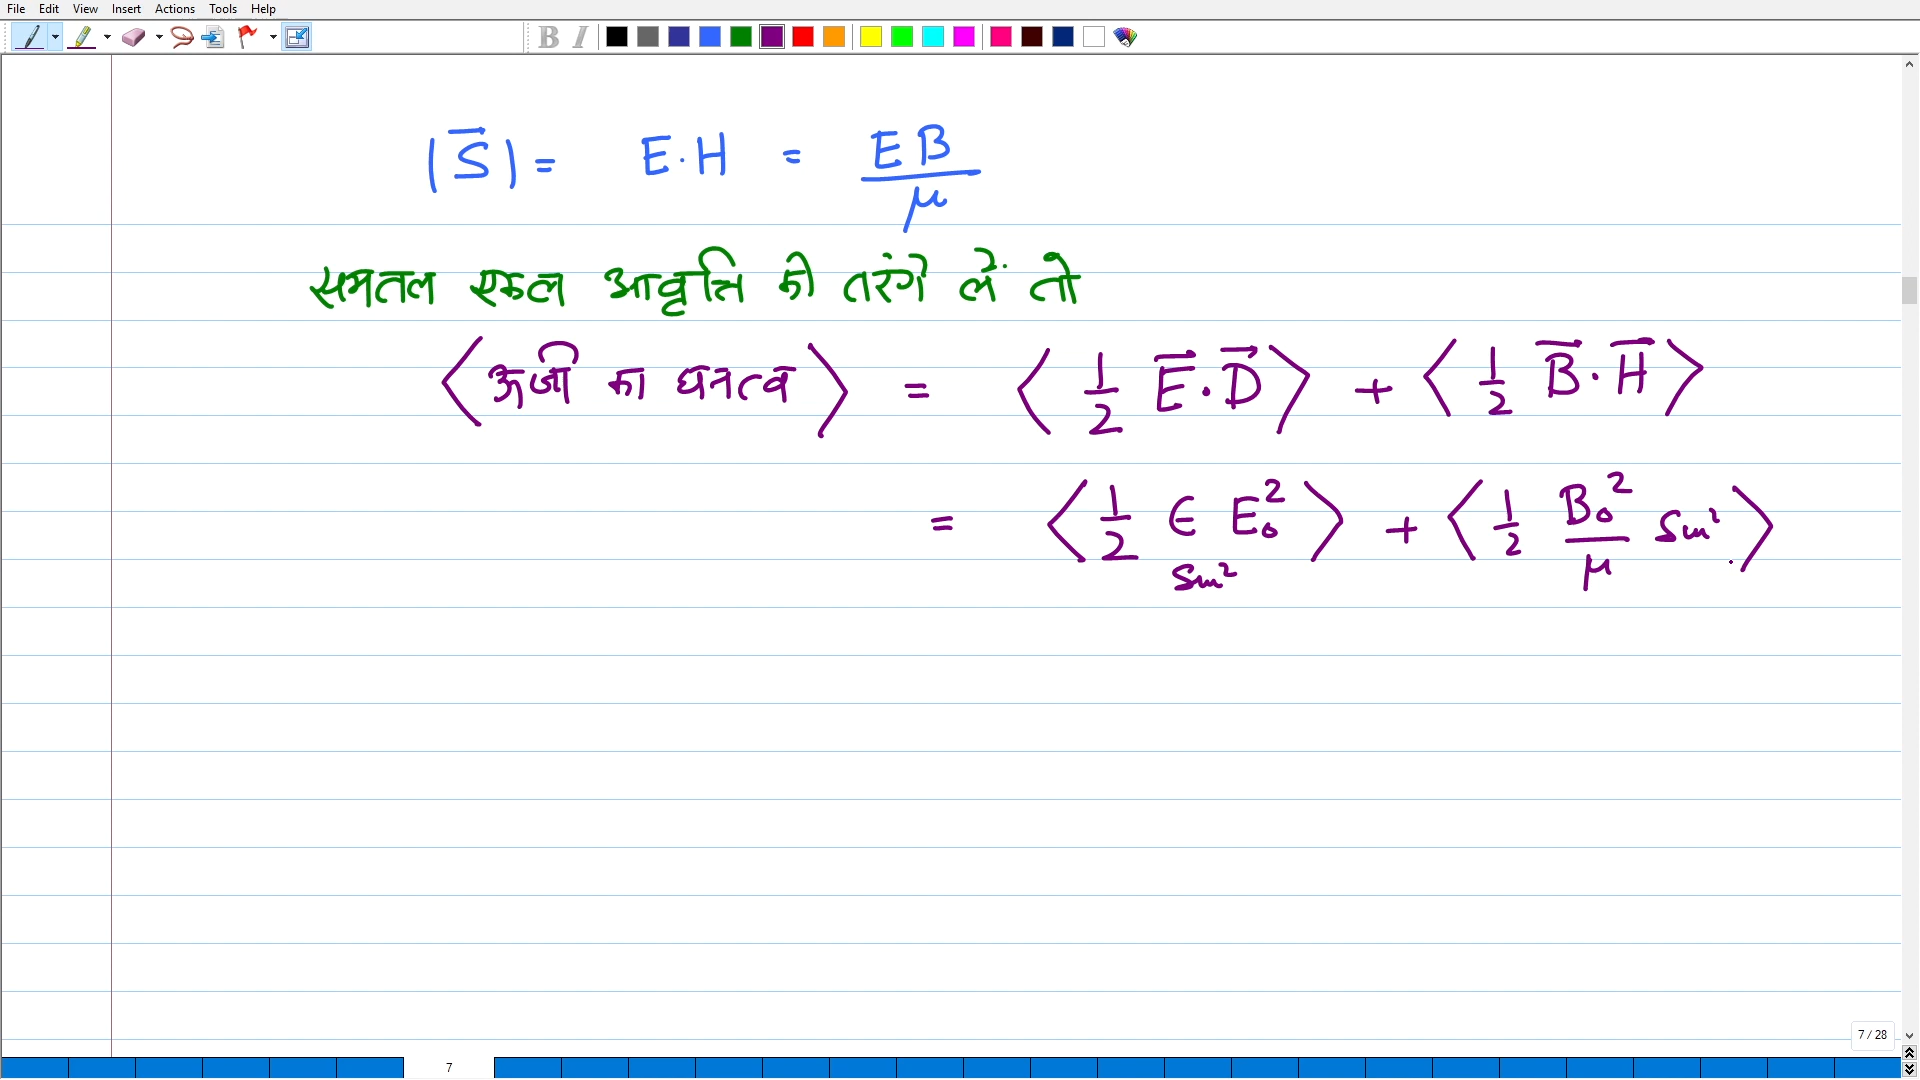 File Edit View Insert Actions Tools Help
B I
|S⃗| = E.H = EB/μ
समतल एकल आवृत्ति की तरंगें लें तो
⟨ऊर्जा का घनत्व⟩ = ⟨1/2 E⃗·D⃗⟩ + ⟨1/2 B⃗·H⃗⟩
= ⟨1/2 ∈ E₀² sin²⟩ + ⟨1/2 B₀²/μ sin²⟩
7 / 28
7